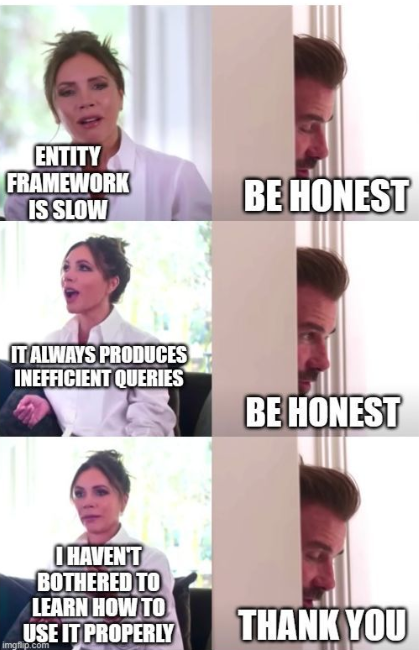 ENTITY
FRAMEWORK
IS SLOW
BE HONEST
IT ALWAYS PRODUCES
INEFFICIENT QUERIES
BE HONEST
I HAVEN'T
BOTHERED TO
LEARN HOW TO
USE IT PROPERLY
THANK YOU
imgflip.com